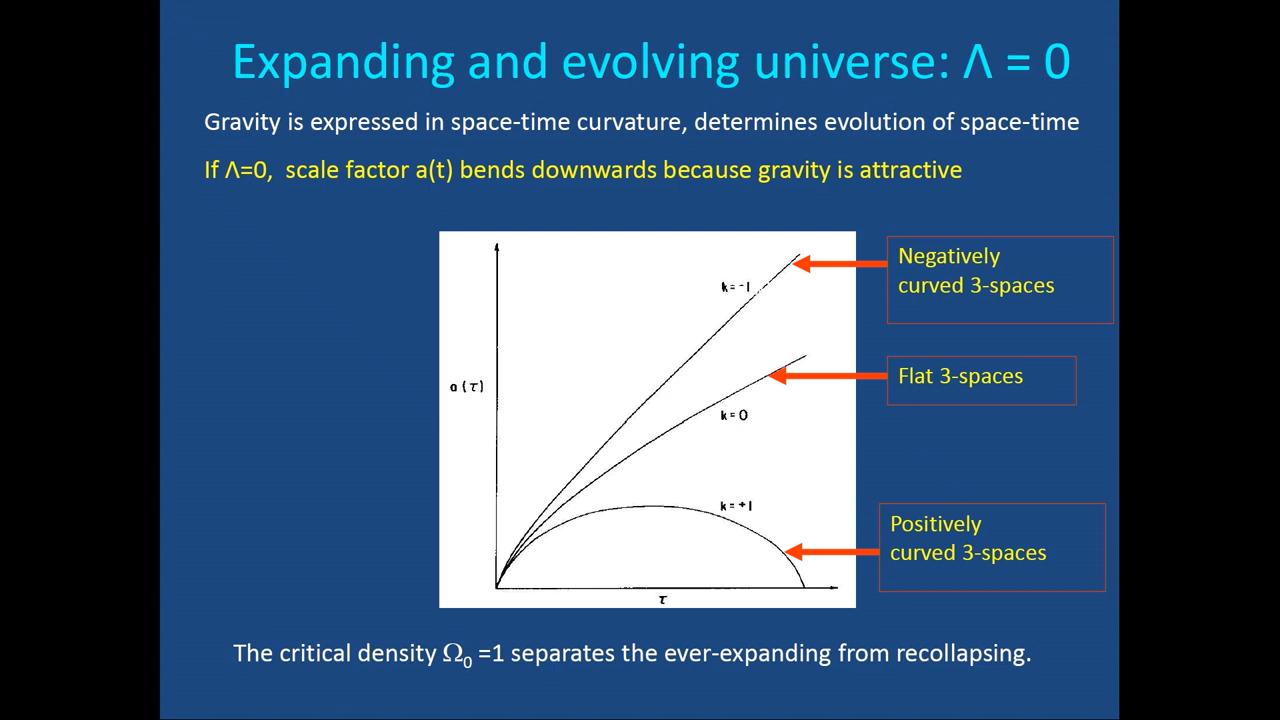 Expanding and evolving universe: Λ = 0
Gravity is expressed in space-time curvature, determines evolution of space-time
If Λ=0, scale factor a(t) bends downwards because gravity is attractive
Negatively
curved 3-spaces
k = -1
Flat 3-spaces
a (τ)
k = 0
k = +1
Positively
curved 3-spaces
τ
The critical density Ω₀ =1 separates the ever-expanding from recollapsing.